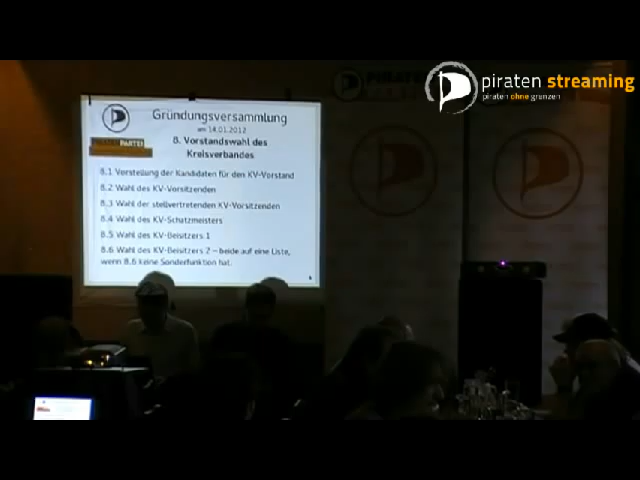 piraten streaming
piraten ohne grenzen
Gründungsversammlung
am 14.01.2012
PIRATENPARTEI
8. Vorstandswahl des
Kreisverbandes
8.1 Vorstellung der Kandidaten für den KV-Vorstand
8.2 Wahl des KV-Vorsitzenden
8.3 Wahl der stellvertretenden KV-Vorsitzenden
8.4 Wahl des KV-Schatzmeisters
8.5 Wahl des KV-Beisitzers 1
8.6 Wahl des KV-Beisitzers 2 – beide auf eine Liste,
wenn 8.6 keine Sonderfunktion hat.